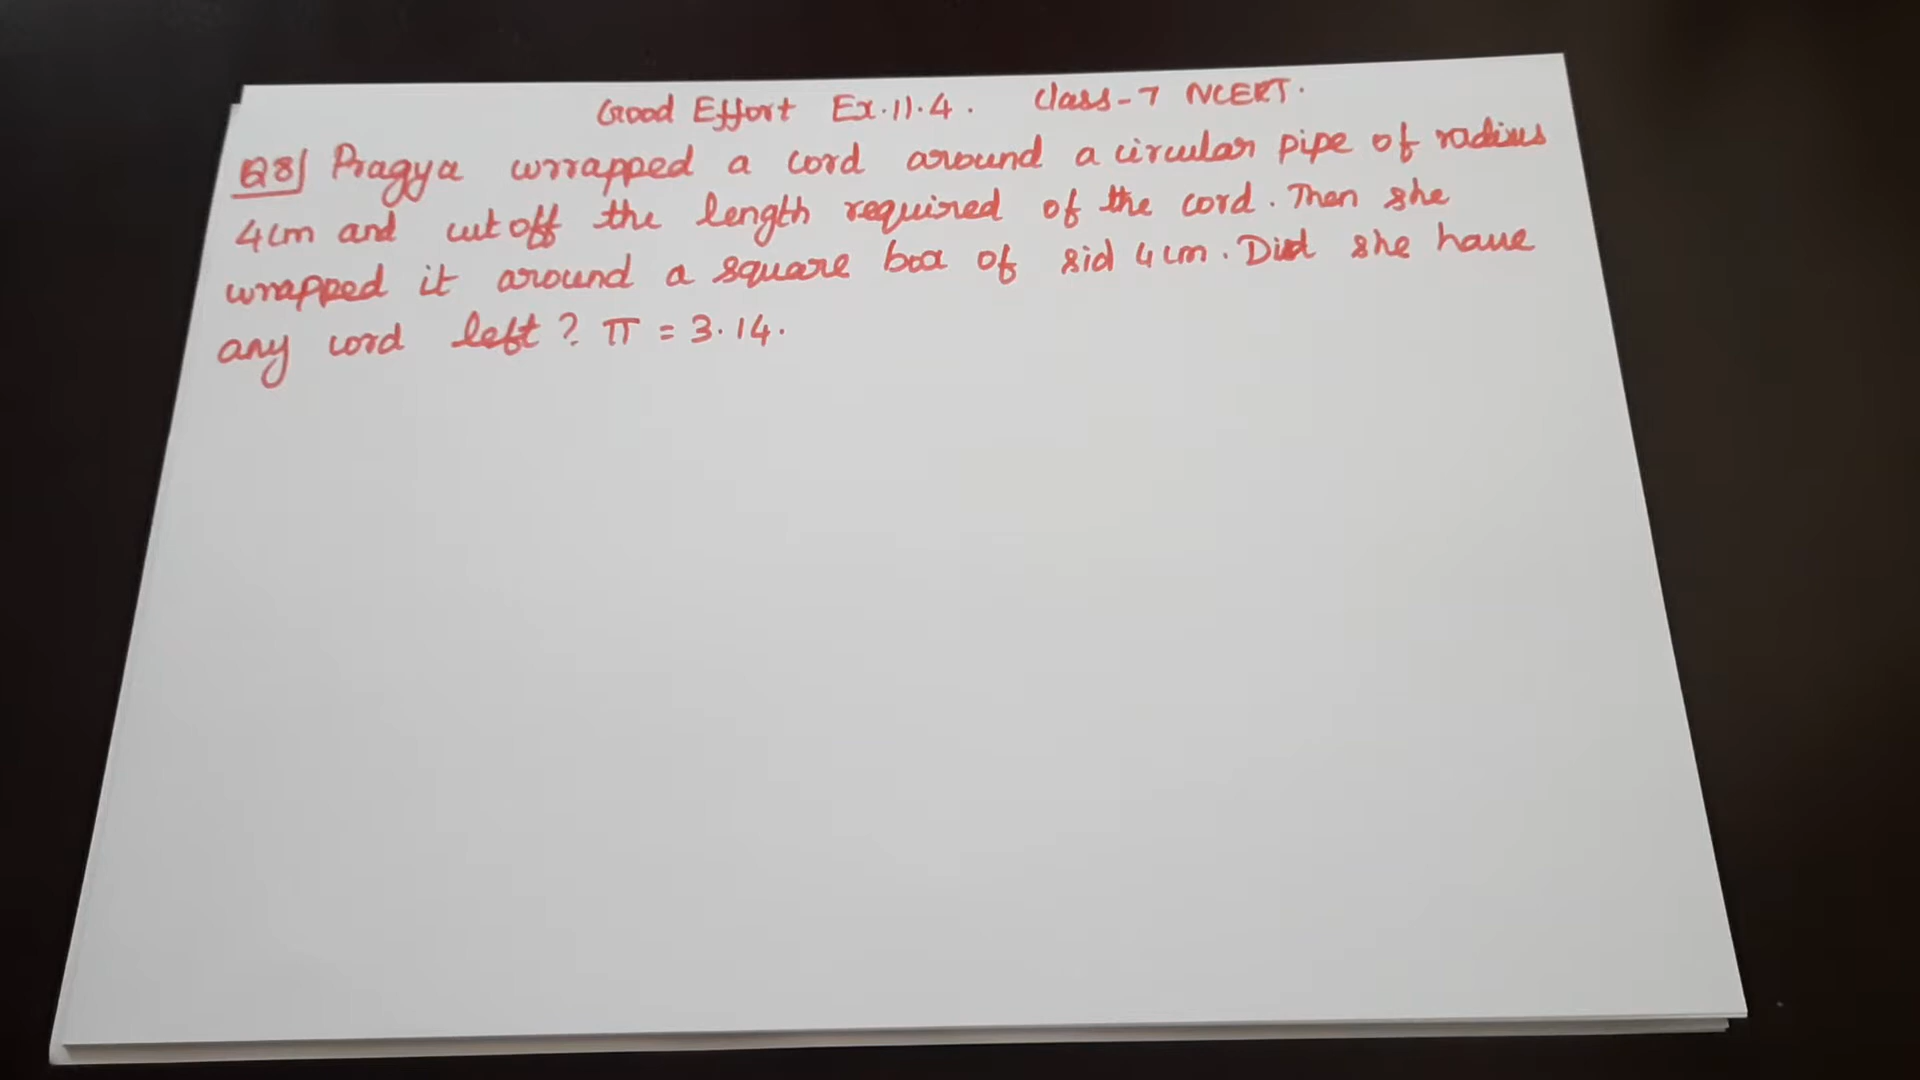 Good Effort Ex.11.4. Class-7 NCERT.
Q8) Pragya wrrapped a cord around a circular pipe of radius
4cm and cut off the length required of the cord. Then she
wrapped it around a square box of sid 4cm. Did she have
any cord left? π = 3.14.